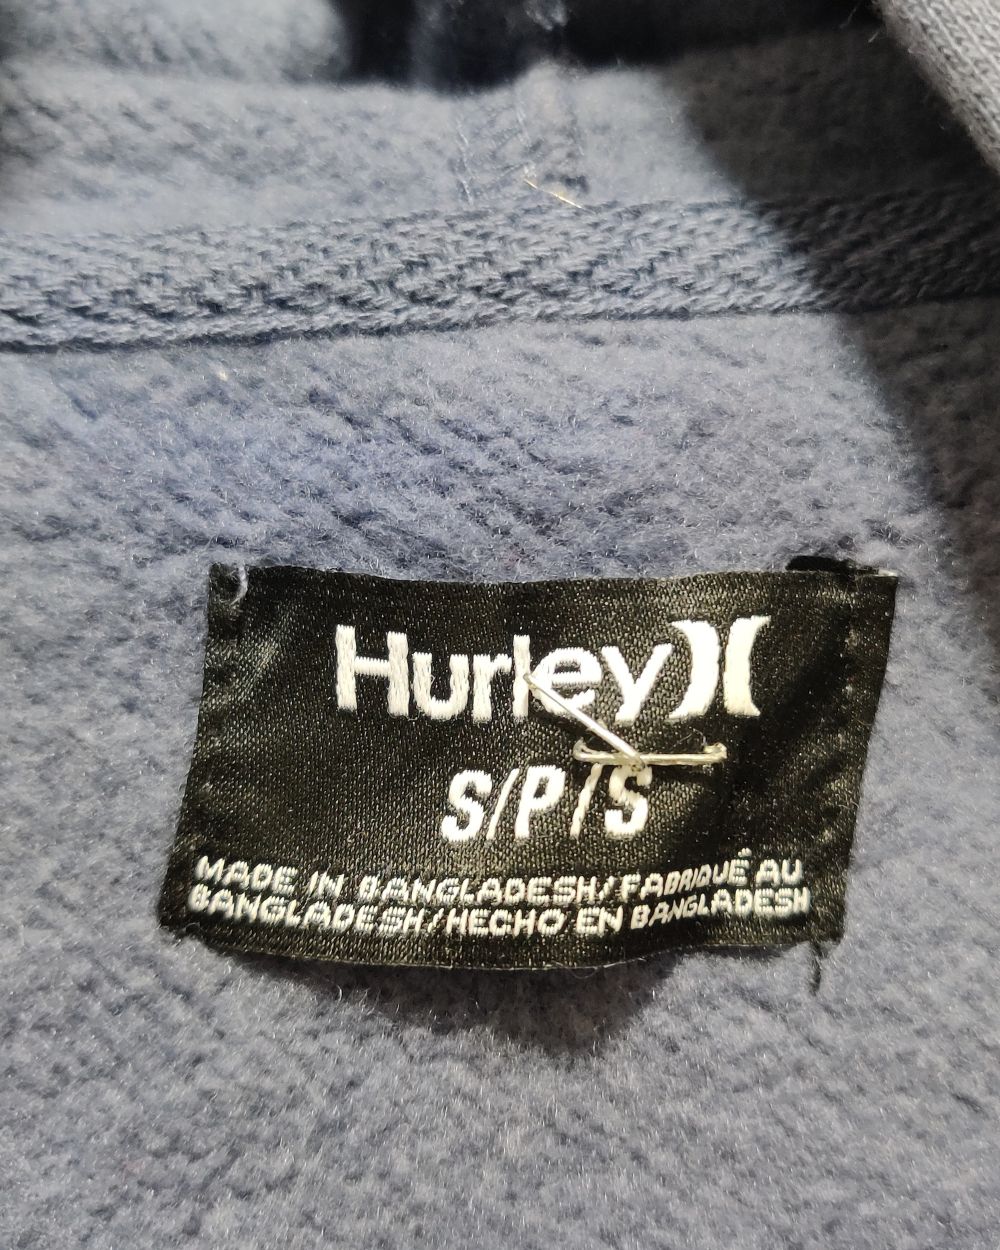 Hurley
S/P/S
MADE IN BANGLADESH/FABRIQUÉ AU
BANGLADESH/HECHO EN BANGLADESH